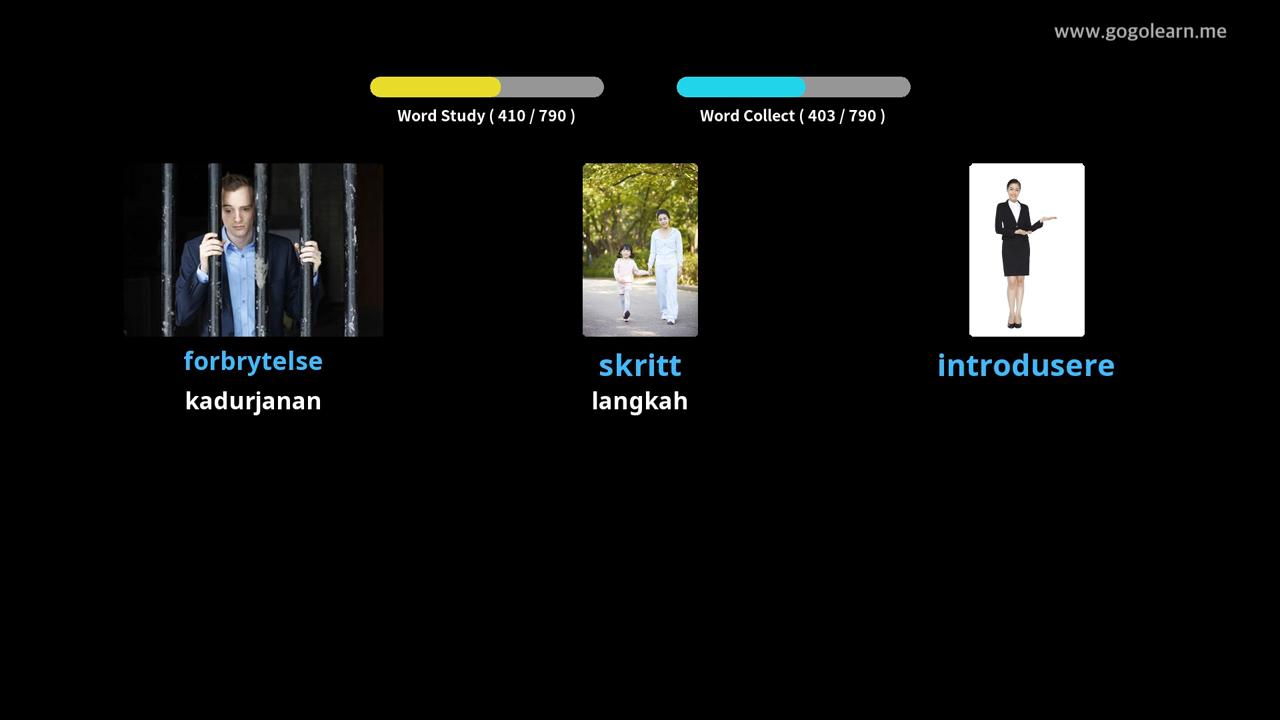 www.gogolearn.me
Word Study ( 410 / 790 )
Word Collect ( 403 / 790 )
forbrytelse
kadurjanan
skritt
langkah
introdusere